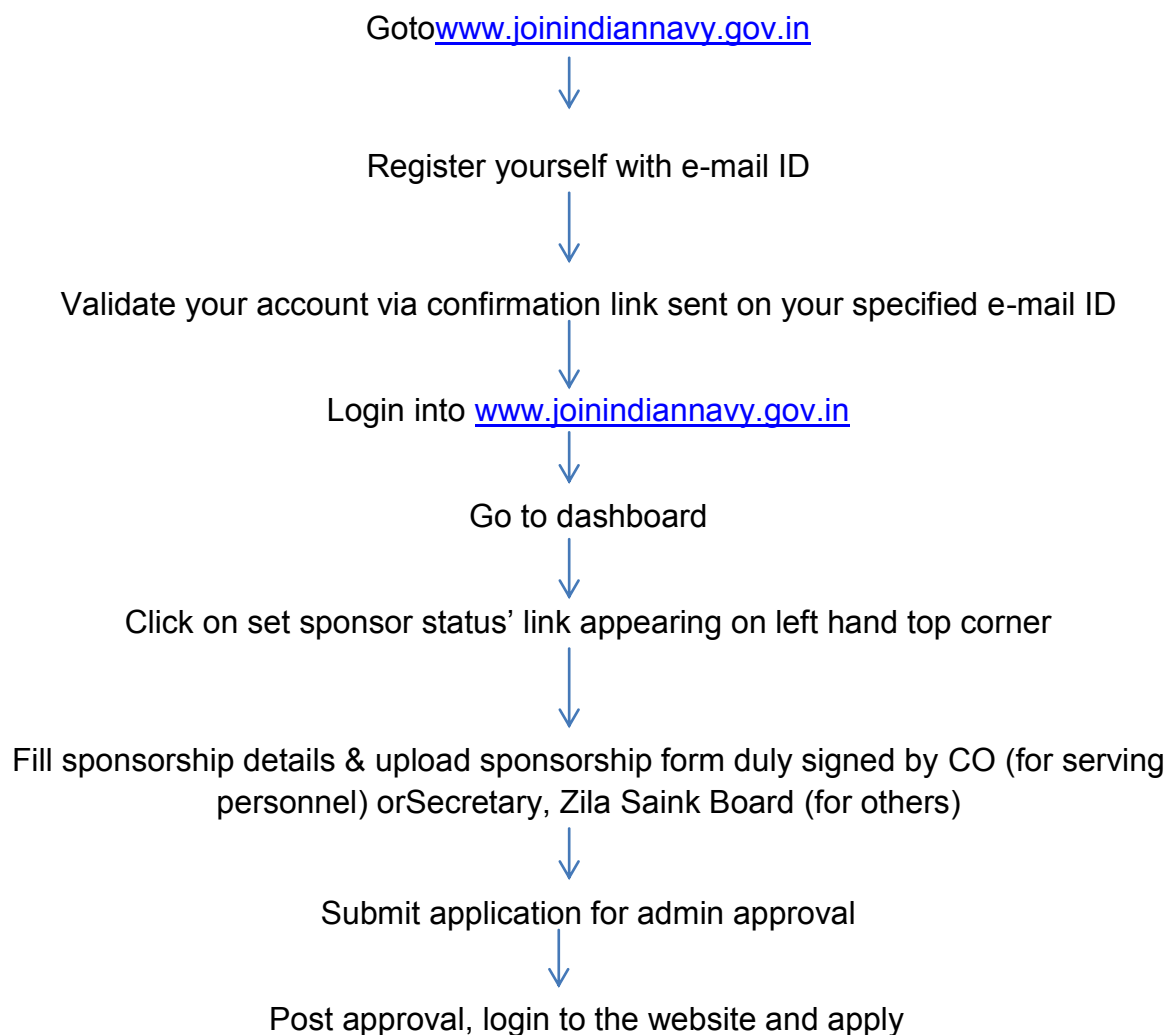 Gotowww.joinindiannavy.gov.in
Register yourself with e-mail ID
Validate your account via confirmation link sent on your specified e-mail ID
Login into www.joinindiannavy.gov.in
Go to dashboard
Click on set sponsor status’ link appearing on left hand top corner
Fill sponsorship details & upload sponsorship form duly signed by CO (for serving
personnel) orSecretary, Zila Saink Board (for others)
Submit application for admin approval
Post approval, login to the website and apply